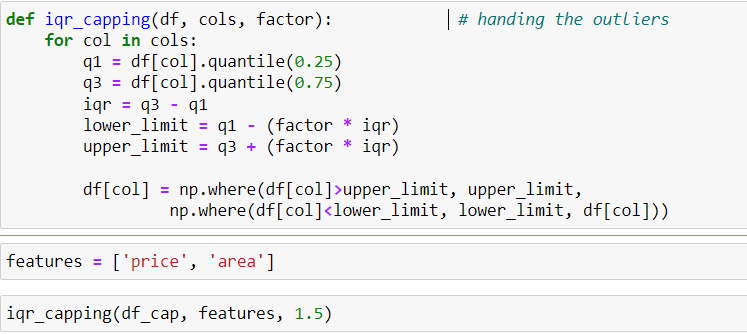 def iqr_capping(df, cols, factor): # handing the outliers
    for col in cols:
        q1 = df[col].quantile(0.25)
        q3 = df[col].quantile(0.75)
        iqr = q3 - q1
        lower_limit = q1 - (factor * iqr)
        upper_limit = q3 + (factor * iqr)
        df[col] = np.where(df[col]>upper_limit, upper_limit,
                 np.where(df[col]<lower_limit, lower_limit, df[col]))
features = ['price', 'area']
iqr_capping(df_cap, features, 1.5)